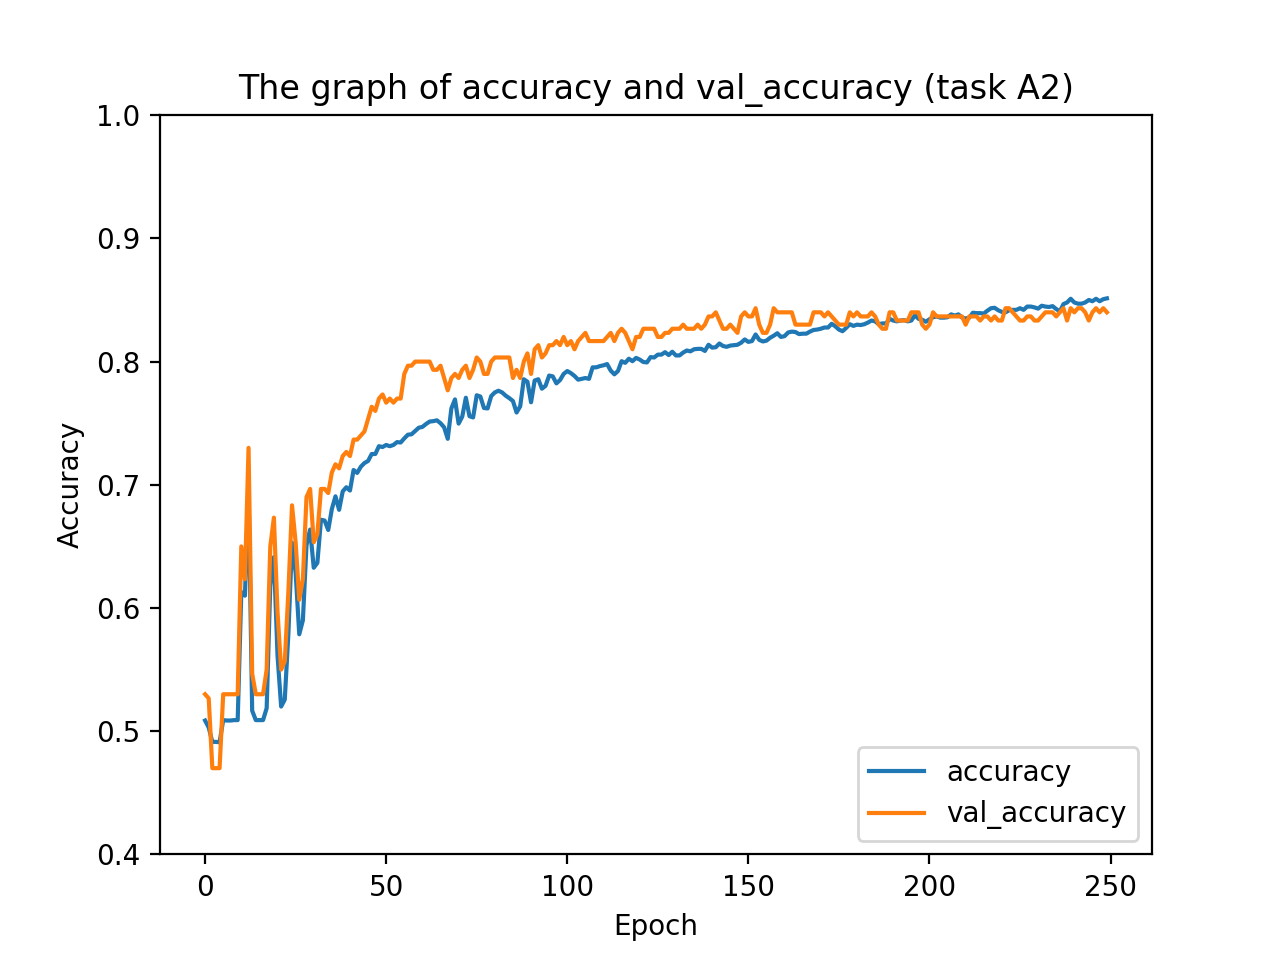 The graph of accuracy and val_accuracy (task A2)
1.0
0.9
0.8
0.7
0.6
0.5
0.4
Accuracy
accuracy
val_accuracy
0 50 100 150 200 250
Epoch